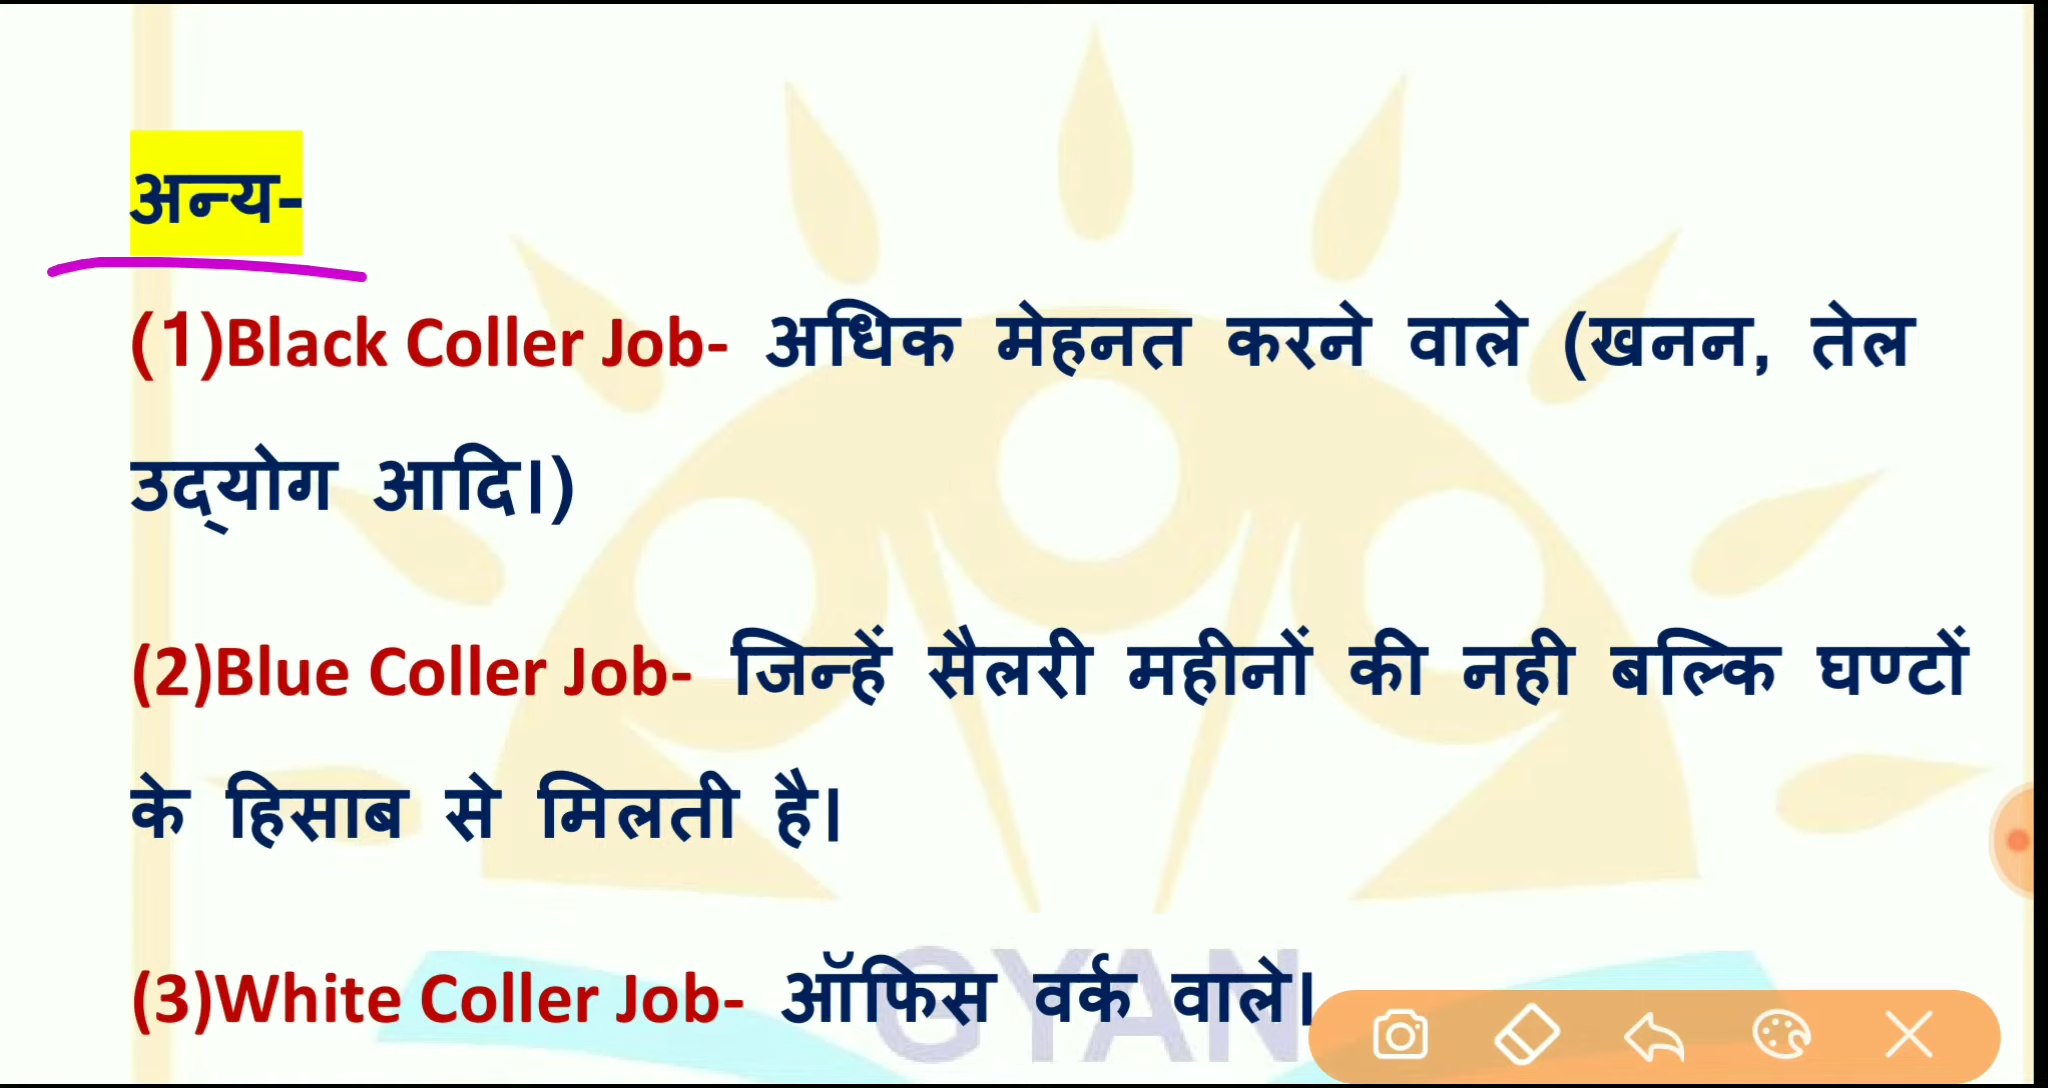 अन्य-
(1)Black Coller Job- अधिक मेहनत करने वाले (खनन, तेल
उद्योग आदि।)
(2)Blue Coller Job- जिन्हें सैलरी महीनों की नही बल्कि घण्टों
के हिसाब से मिलती है।
(3)White Coller Job- ऑफिस वर्क वाले।
GYAN